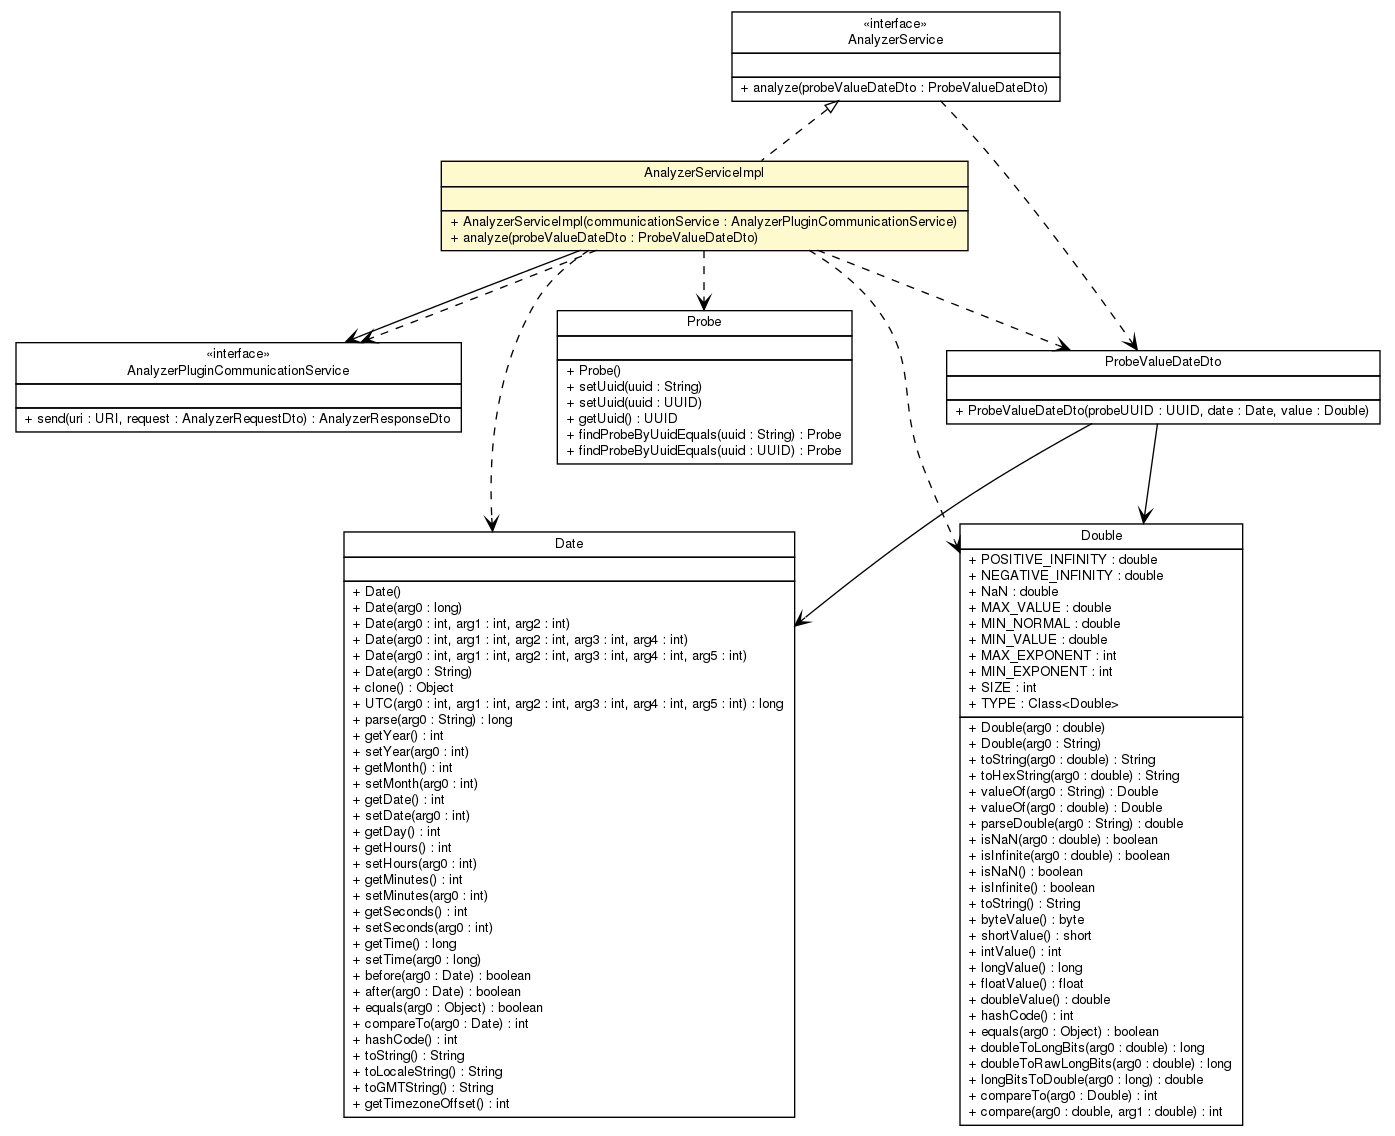 «interface»
AnalyzerService
+ analyze(probeValueDateDto : ProbeValueDateDto)
AnalyzerServiceImpl
+ AnalyzerServiceImpl(communicationService : AnalyzerPluginCommunicationService)
+ analyze(probeValueDateDto : ProbeValueDateDto)
«interface»
AnalyzerPluginCommunicationService
+ send(uri : URI, request : AnalyzerRequestDto) : AnalyzerResponseDto
Probe
+ Probe()
+ setUuid(uuid : String)
+ setUuid(uuid : UUID)
+ getUuid() : UUID
+ findProbeByUuidEquals(uuid : String) : Probe
+ findProbeByUuidEquals(uuid : UUID) : Probe
ProbeValueDateDto
+ ProbeValueDateDto(probeUUID : UUID, date : Date, value : Double)
Date
+ Date()
+ Date(arg0 : long)
+ Date(arg0 : int, arg1 : int, arg2 : int)
+ Date(arg0 : int, arg1 : int, arg2 : int, arg3 : int, arg4 : int)
+ Date(arg0 : int, arg1 : int, arg2 : int, arg3 : int, arg4 : int, arg5 : int)
+ Date(arg0 : String)
+ clone() : Object
+ UTC(arg0 : int, arg1 : int, arg2 : int, arg3 : int, arg4 : int, arg5 : int) : long
+ parse(arg0 : String) : long
+ getYear() : int
+ setYear(arg0 : int)
+ getMonth() : int
+ setMonth(arg0 : int)
+ getDate() : int
+ setDate(arg0 : int)
+ getDay() : int
+ getHours() : int
+ setHours(arg0 : int)
+ getMinutes() : int
+ setMinutes(arg0 : int)
+ getSeconds() : int
+ setSeconds(arg0 : int)
+ getTime() : long
+ setTime(arg0 : long)
+ before(arg0 : Date) : boolean
+ after(arg0 : Date) : boolean
+ equals(arg0 : Object) : boolean
+ compareTo(arg0 : Date) : int
+ hashCode() : int
+ toString() : String
+ toLocaleString() : String
+ toGMTString() : String
+ getTimezoneOffset() : int
Double
+ POSITIVE_INFINITY : double
+ NEGATIVE_INFINITY : double
+ NaN : double
+ MAX_VALUE : double
+ MIN_NORMAL : double
+ MIN_VALUE : double
+ MAX_EXPONENT : int
+ MIN_EXPONENT : int
+ SIZE : int
+ TYPE : Class<Double>
+ Double(arg0 : double)
+ Double(arg0 : String)
+ toString(arg0 : double) : String
+ toHexString(arg0 : double) : String
+ valueOf(arg0 : String) : Double
+ valueOf(arg0 : double) : Double
+ parseDouble(arg0 : String) : double
+ isNaN(arg0 : double) : boolean
+ isInfinite(arg0 : double) : boolean
+ isNaN() : boolean
+ isInfinite() : boolean
+ toString() : String
+ byteValue() : byte
+ shortValue() : short
+ intValue() : int
+ longValue() : long
+ floatValue() : float
+ doubleValue() : double
+ hashCode() : int
+ equals(arg0 : Object) : boolean
+ doubleToLongBits(arg0 : double) : long
+ doubleToRawLongBits(arg0 : double) : long
+ longBitsToDouble(arg0 : long) : double
+ compareTo(arg0 : Double) : int
+ compare(arg0 : double, arg1 : double) : int